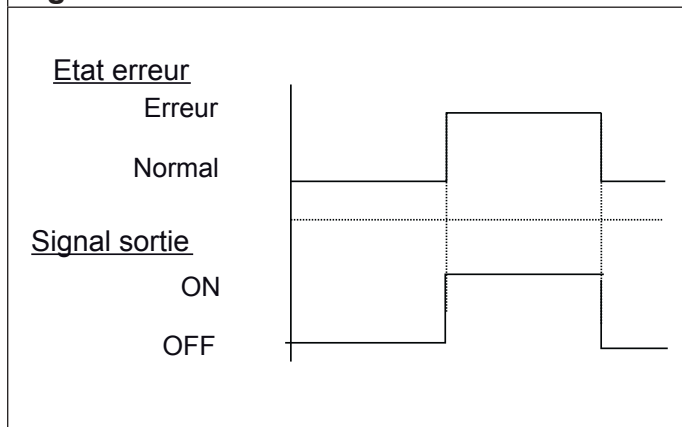 Etat erreur
Erreur
Normal
Signal sortie
ON
OFF